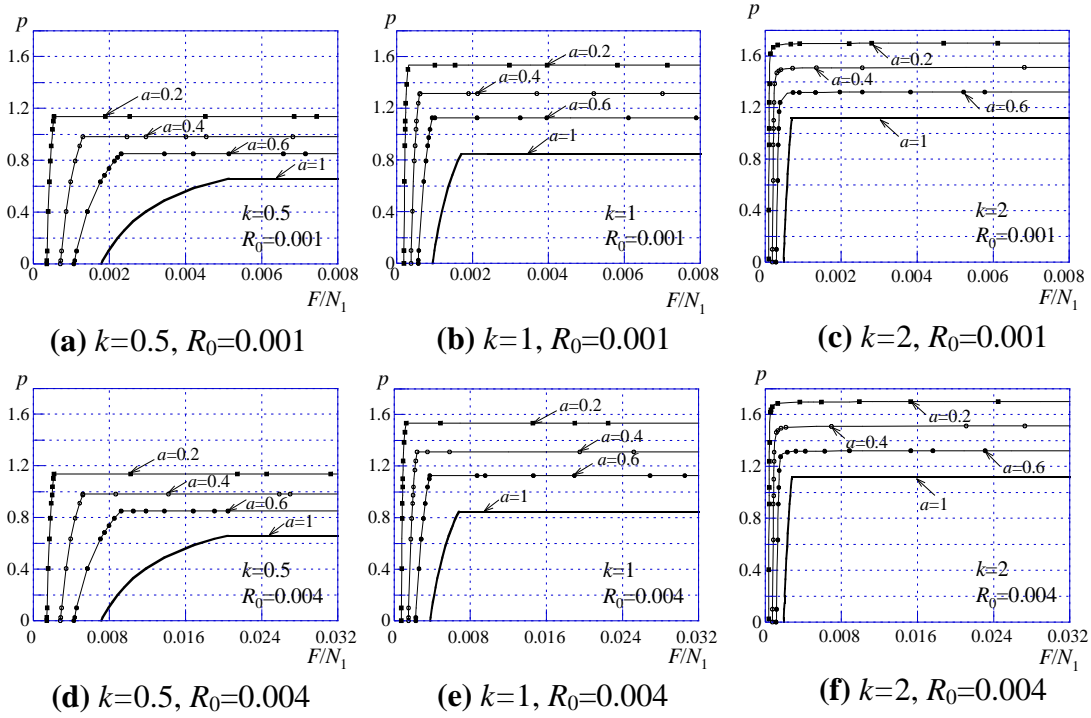 p
1.6
1.2
0.8
0.4
0
a=0.2
a=0.4
a=0.6
a=1
k=0.5
R0=0.001
0 0.002 0.004 0.006 0.008
F/N1
(a) k=0.5, R0=0.001
p
1.6
1.2
0.8
0.4
0
a=0.2
a=0.4
a=0.6
a=1
k=1
R0=0.001
0 0.002 0.004 0.006 0.008
F/N1
(b) k=1, R0=0.001
p
1.6
1.2
0.8
0.4
0
a=0.2
a=0.4
a=0.6
a=1
k=2
R0=0.001
0 0.002 0.004 0.006 0.008
F/N1
(c) k=2, R0=0.001
p
1.6
1.2
0.8
0.4
0
a=0.2
a=0.4
a=0.6
a=1
k=0.5
R0=0.004
0 0.008 0.016 0.024 0.032
F/N1
(d) k=0.5, R0=0.004
p
1.6
1.2
0.8
0.4
0
a=0.2
a=0.4
a=0.6
a=1
k=1
R0=0.004
0 0.008 0.016 0.024 0.032
F/N1
(e) k=1, R0=0.004
p
1.6
1.2
0.8
0.4
0
a=0.2
a=0.4
a=0.6
a=1
k=2
R0=0.004
0 0.008 0.016 0.024 0.032
F/N1
(f) k=2, R0=0.004